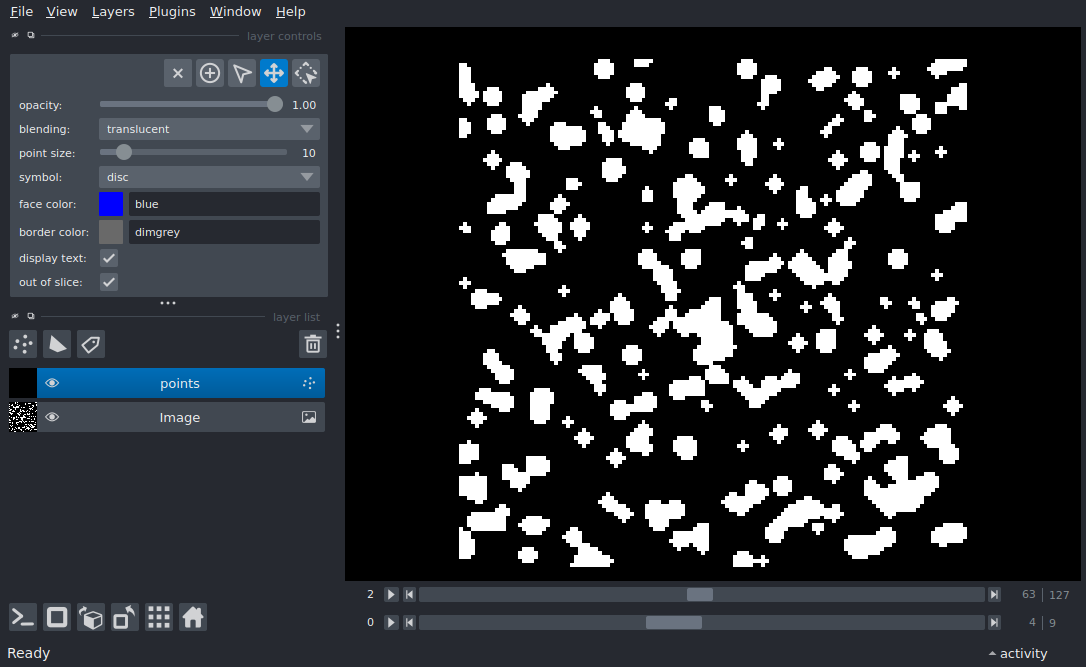 File View Layers Plugins Window Help
layer controls
opacity: 1.00
blending: translucent
point size: 10
symbol: disc
face color: blue
border color: dimgrey
display text:
out of slice:
layer list
points
Image
2 63 | 127
0 4 | 9
Ready activity